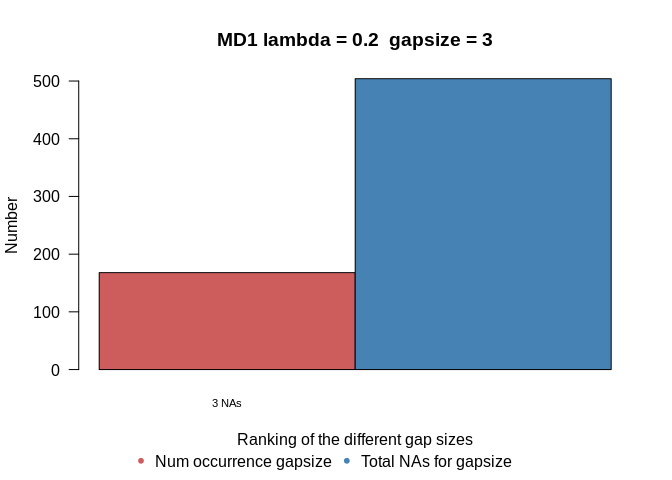 MD1 lambda = 0.2 gapsize = 3
Number
500
400
300
200
100
0
3 NAs
Ranking of the different gap sizes
Num occurrence gapsize
Total NAs for gapsize